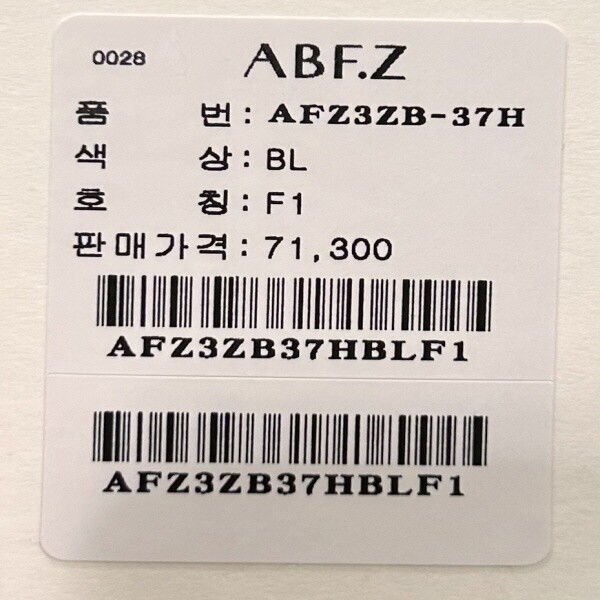 0028 ABF.Z
품 번: AFZ3ZB-37H
색 상: BL
호 칭: F1
판매가격: 71,300
AFZ3ZB37HBLF1
AFZ3ZB37HBLF1